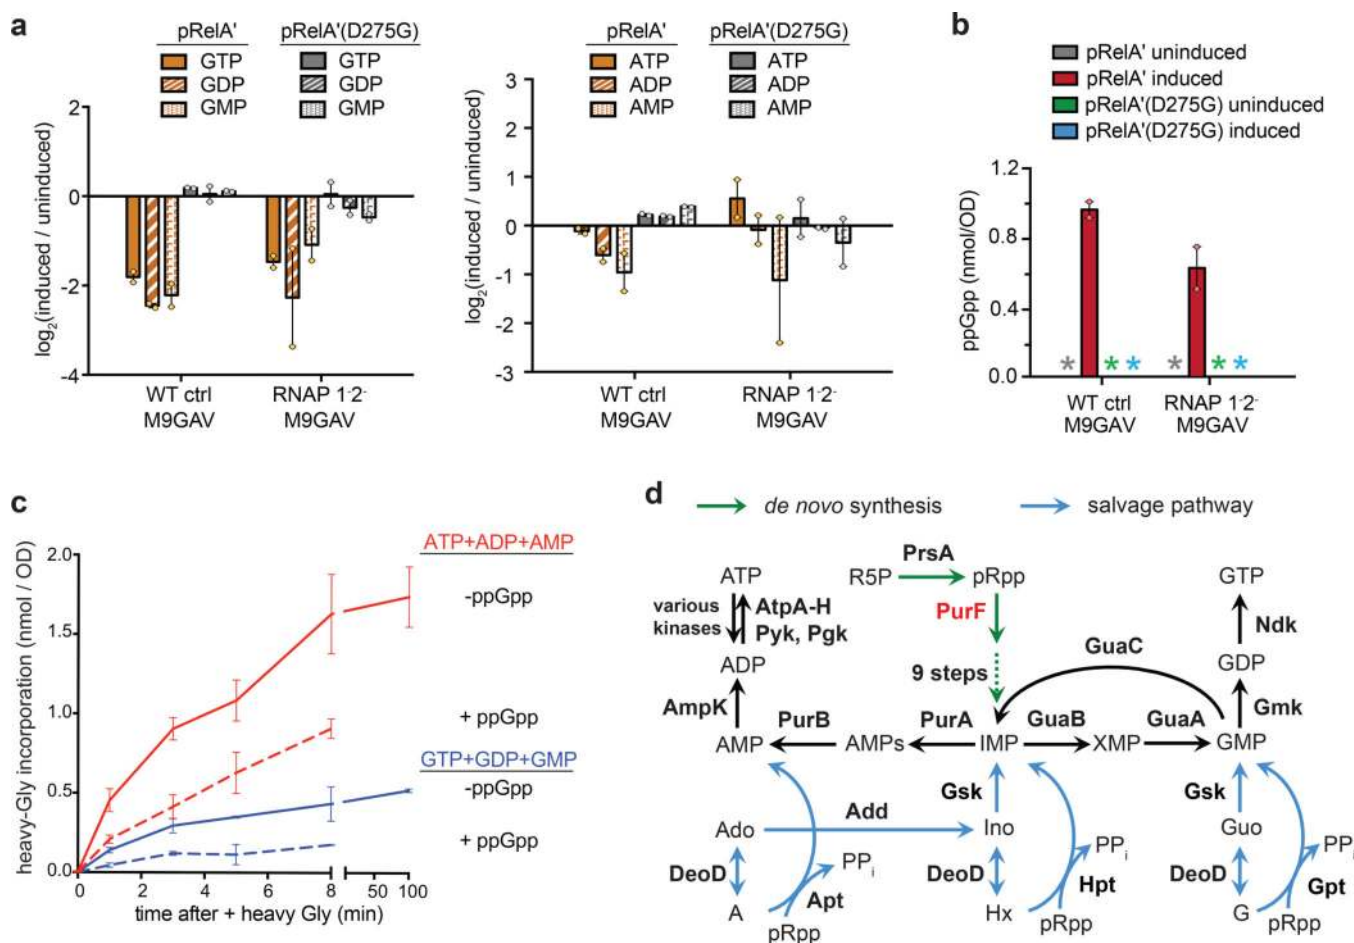 a
pRelA' pRelA'(D275G)
GTP GTP
GDP GDP
GMP GMP
log2(induced / uninduced)
2
0
-2
-4
WT ctrl RNAP 1-2-
M9GAV M9GAV
pRelA' pRelA'(D275G)
ATP ATP
ADP ADP
AMP AMP
log2(induced / uninduced)
3
2
1
0
-1
-2
-3
WT ctrl RNAP 1-2-
M9GAV M9GAV
b
pRelA' uninduced
pRelA' induced
pRelA'(D275G) uninduced
pRelA'(D275G) induced
ppGpp (nmol/OD)
1.2
0.8
0.4
0.0
* * * * * *
WT ctrl RNAP 1-2-
M9GAV M9GAV
c
heavy-Gly incorporation (nmol / OD)
2.0
1.5
1.0
0.5
0.0
ATP+ADP+AMP
-ppGpp
+ ppGpp
GTP+GDP+GMP
-ppGpp
+ ppGpp
0 2 4 6 8 50 100
time after + heavy Gly (min)
d
de novo synthesis salvage pathway
PrsA
ATP R5P pRpp GTP
various AtpA-H PurF
kinases Pyk, Pgk Ndk
GuaC
ADP 9 steps GDP
AmpK PurB PurA GuaB GuaA Gmk
AMP AMPs IMP XMP GMP
Gsk Gsk
Add
Ado Ino Guo
PPi PPi PPi
DeoD DeoD DeoD
Apt Hpt Gpt
A Hx G
pRpp pRpp pRpp